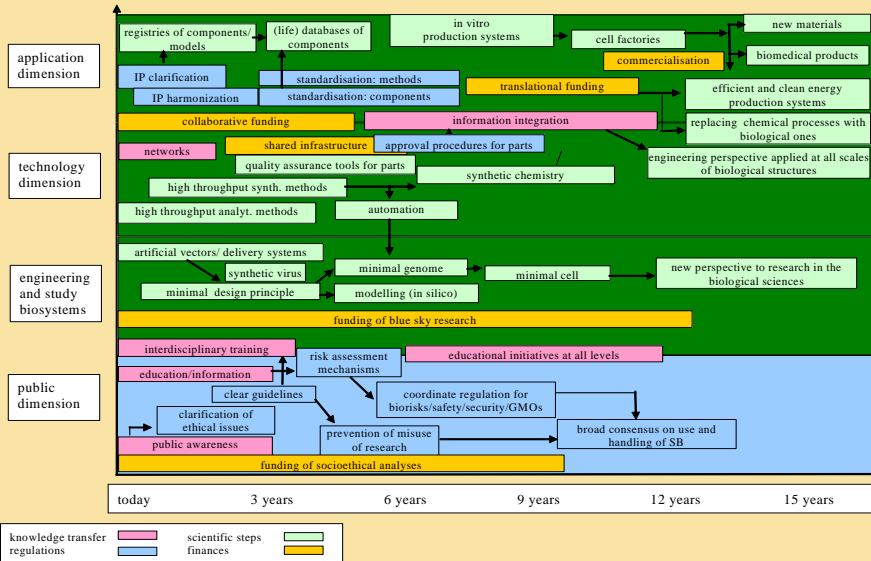 application
dimension
registries of components/
models
(life) databases of
components
in vitro
production systems
cell factories
new materials
biomedical products
commercialisation
IP clarification
IP harmonization
standardisation: methods
standardisation: components
translational funding
efficient and clean energy
production systems
collaborative funding
information integration
replacing chemical processes with
biological ones
technology
dimension
networks
shared infrastructure
approval procedures for parts
engineering perspective applied at all scales
of biological structures
quality assurance tools for parts
synthetic chemistry
high throughput synth. methods
high throughput analyt. methods
automation
engineering
and study
biosystems
artificial vectors/ delivery systems
synthetic virus
minimal design principle
minimal genome
modelling (in silico)
minimal cell
new perspective to research in the
biological sciences
funding of blue sky research
public
dimension
interdisciplinary training
education/information
risk assessment
mechanisms
educational initiatives at all levels
clear guidelines
coordinate regulation for
biorisks/safety/security/GMOs
clarification of
ethical issues
public awareness
prevention of misuse
of research
broad consensus on use and
handling of SB
funding of socioethical analyses
today 3 years 6 years 9 years 12 years 15 years
knowledge transfer scientific steps
regulations finances